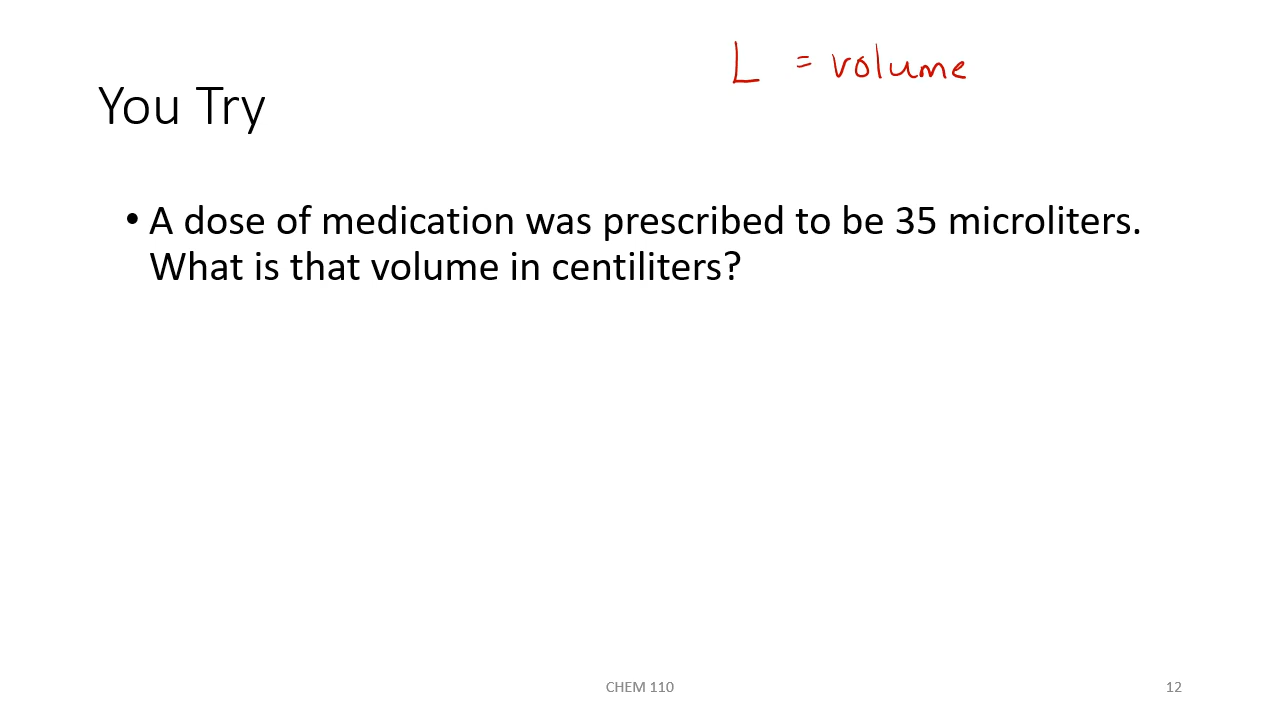 L = volume
You Try
• A dose of medication was prescribed to be 35 microliters.
What is that volume in centiliters?
CHEM 110
12